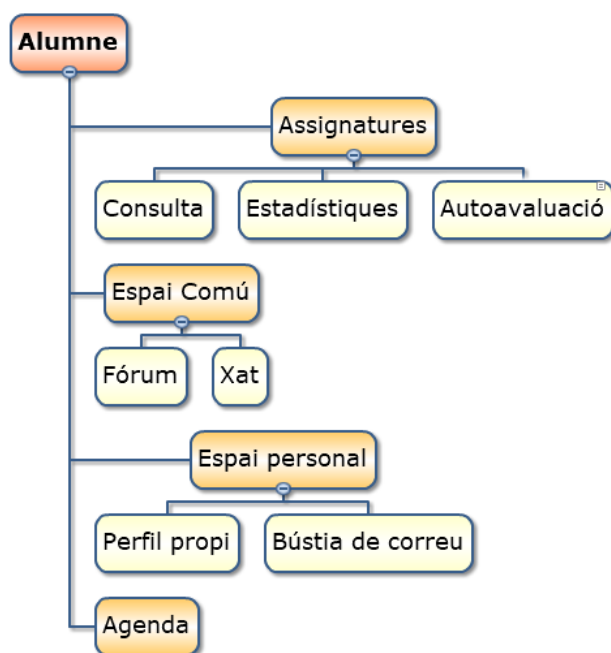 Alumne
Assignatures
Consulta
Estadístiques
Autoavaluació
Espai Comú
Fórum
Xat
Espai personal
Perfil propi
Bústia de correu
Agenda